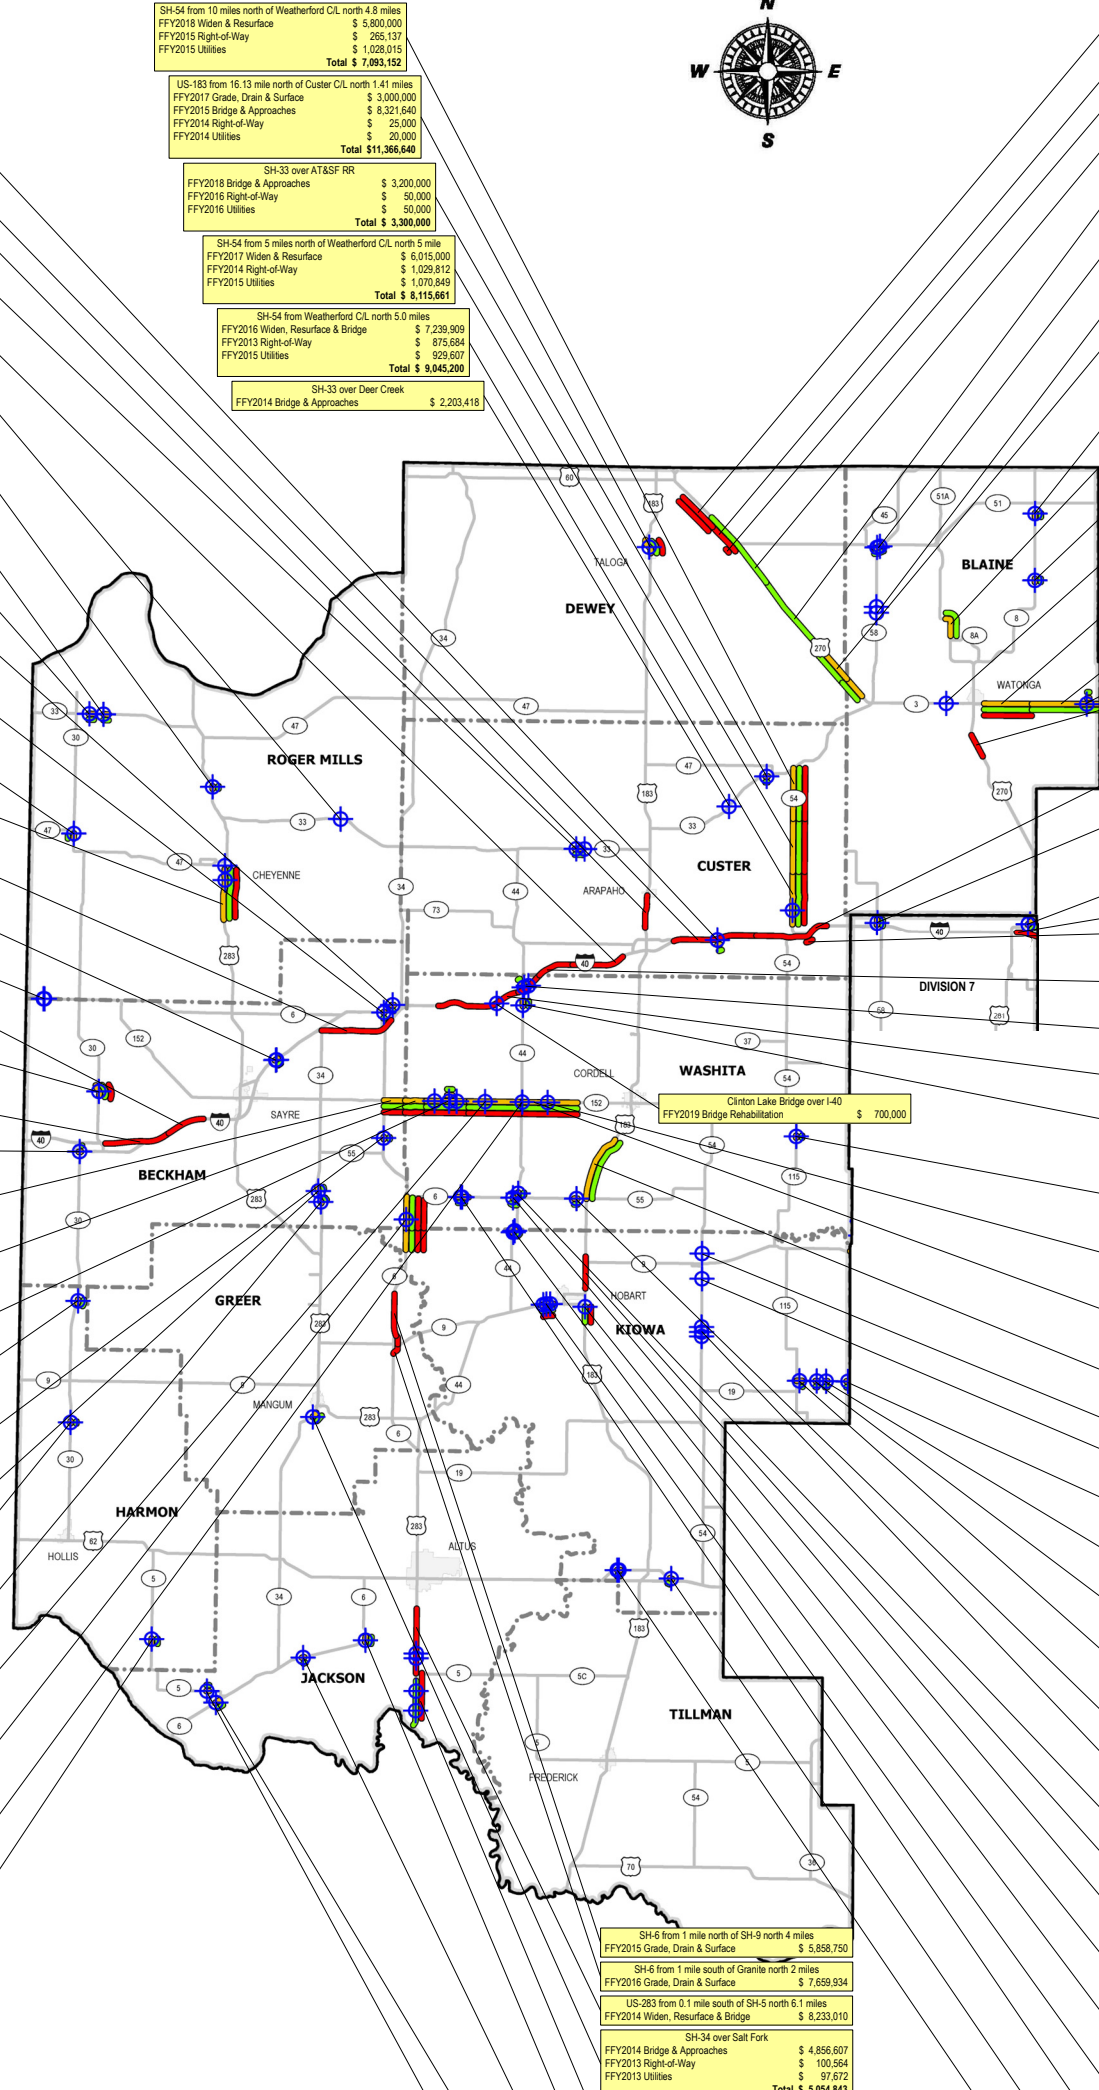 SH-54 from 10 miles north of Weatherford C/L north 4.8 miles
FFY2018 Widen & Resurface $ 5,800,000
FFY2015 Right-of-Way $ 265,137
FFY2015 Utilities $ 1,028,015
Total $ 7,093,152
US-183 from 16.13 mile north of Custer C/L north 1.41 miles
FFY2017 Grade, Drain & Surface $ 3,000,000
FFY2015 Bridge & Approaches $ 8,321,640
FFY2014 Right-of-Way $ 25,000
FFY2014 Utilities $ 20,000
Total $11,366,640
SH-33 over AT&SF RR
FFY2018 Bridge & Approaches $ 3,200,000
FFY2016 Right-of-Way $ 50,000
FFY2016 Utilities $ 50,000
Total $ 3,300,000
SH-54 from 5 miles north of Weatherford C/L north 5 mile
FFY2017 Widen & Resurface $ 6,015,000
FFY2014 Right-of-Way $ 1,029,812
FFY2015 Utilities $ 1,070,849
Total $ 8,115,661
SH-54 from Weatherford C/L north 5.0 miles
FFY2016 Widen, Resurface & Bridge $ 7,239,909
FFY2013 Right-of-Way $ 875,684
FFY2015 Utilities $ 929,607
Total $ 9,045,200
SH-33 over Deer Creek
FFY2014 Bridge & Approaches $ 2,203,418
N
W E
S
60
183
51A
51
45
TALOGA
BLAINE
DEWEY
34
58
8
8A
270
WATONGA
33
30
47
47
3
47
ROGER MILLS
47
183
54
270
33
33
33
47
47
CHEYENNE
CUSTER
34
44
ARAPAHO
73
283
40
54
40
DIVISION 7
6
58
281
30
152
37
34
44
CORDELL
WASHITA
54
SAYRE
152
Clinton Lake Bridge over I-40
FFY2019 Bridge Rehabilitation $ 700,000
40
40
183
54
55
BECKHAM
115
283
6
55
30
44
9
6
HOBART
GREER
115
283
9
KIOWA
9
6
44
183
19
MANGUM
283
6
30
19
HARMON
283
54
62
HOLLIS
ALTUS
5
34
6
183
5
JACKSON
5
5C
6
TILLMAN
5
5
FREDERICK
54
70
36
SH-6 from 1 mile north of SH-9 north 4 miles
FFY2015 Grade, Drain & Surface $ 5,858,750
SH-6 from 1 mile south of Granite north 2 miles
FFY2016 Grade, Drain & Surface $ 7,659,934
US-283 from 0.1 mile south of SH-5 north 6.1 miles
FFY2014 Widen, Resurface & Bridge $ 8,233,010
SH-34 over Salt Fork
FFY2014 Bridge & Approaches $ 4,856,607
FFY2013 Right-of-Way $ 100,564
FFY2013 Utilities $ 97,672
Total $ 5,054,843